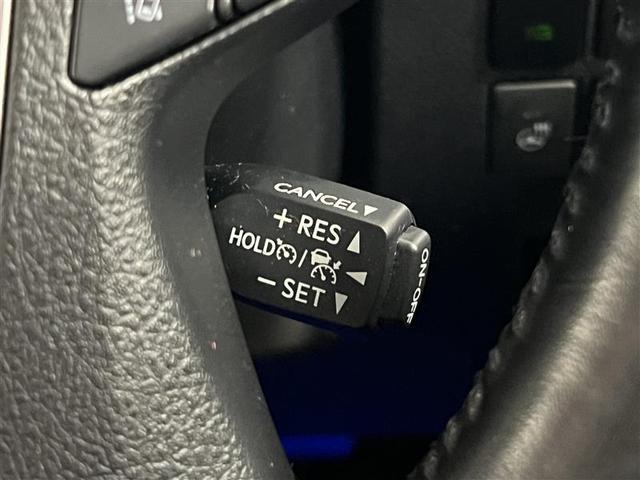 CANCEL▼
+ RES ▲
HOLD / ◀
− SET ▼
ON-OFF